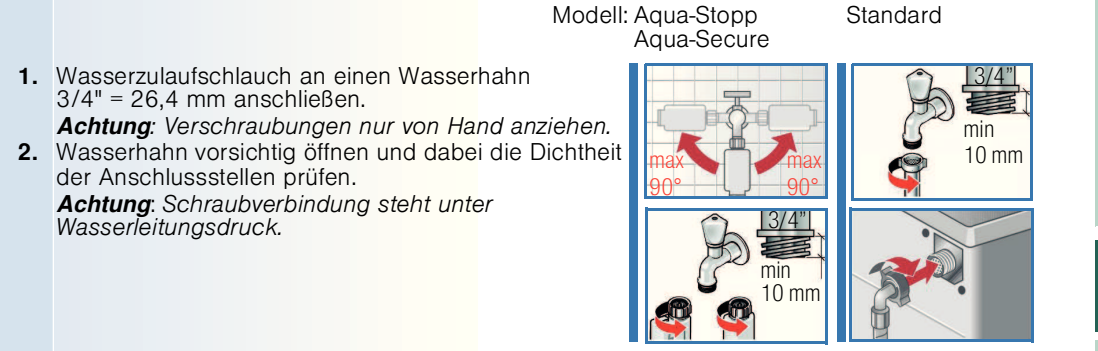 Modell: Aqua-Stopp Standard
Aqua-Secure
1. Wasserzulaufschlauch an einen Wasserhahn
3/4" = 26,4 mm anschließen.
Achtung: Verschraubungen nur von Hand anziehen.
2. Wasserhahn vorsichtig öffnen und dabei die Dichtheit
der Anschlussstellen prüfen.
Achtung: Schraubverbindung steht unter
Wasserleitungsdruck.
max
90°
max
90°
3/4”
min
10 mm
3/4”
min
10 mm